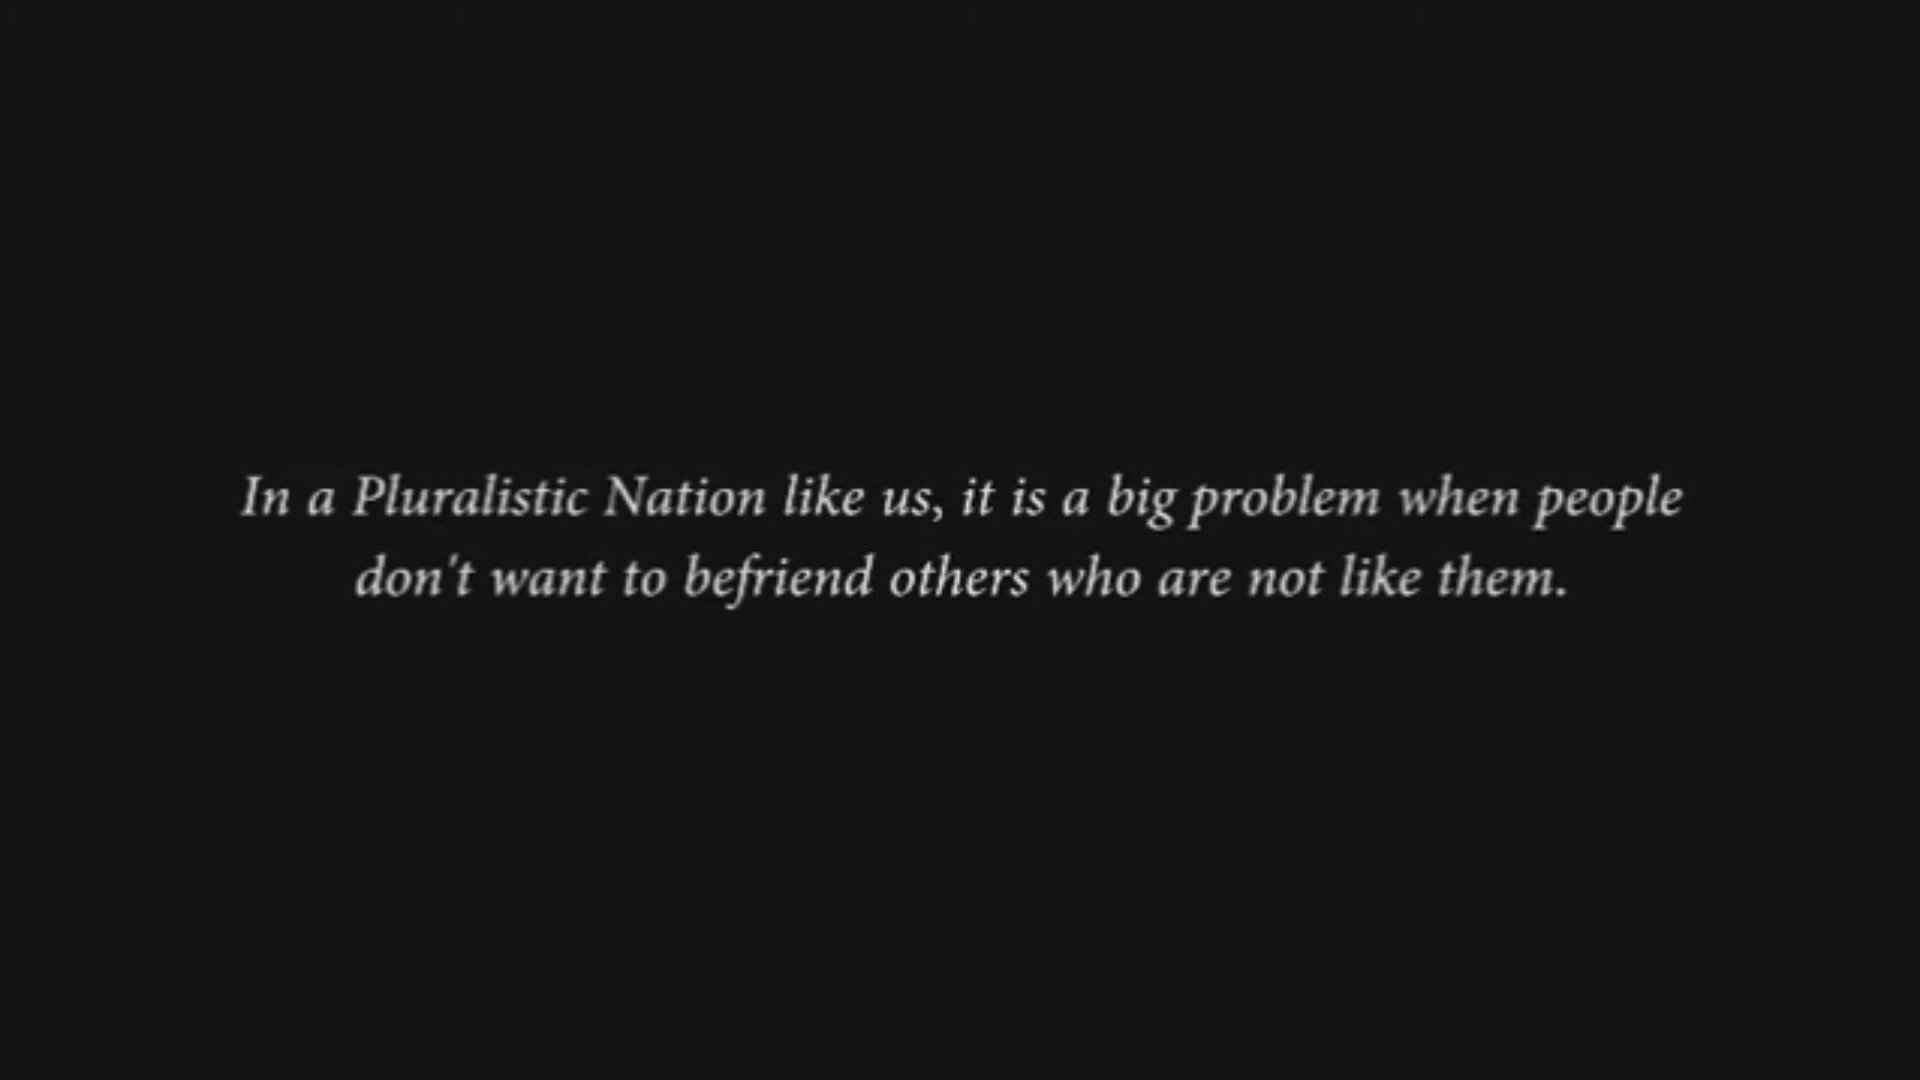 In a Pluralistic Nation like us, it is a big problem when people
don't want to befriend others who are not like them.